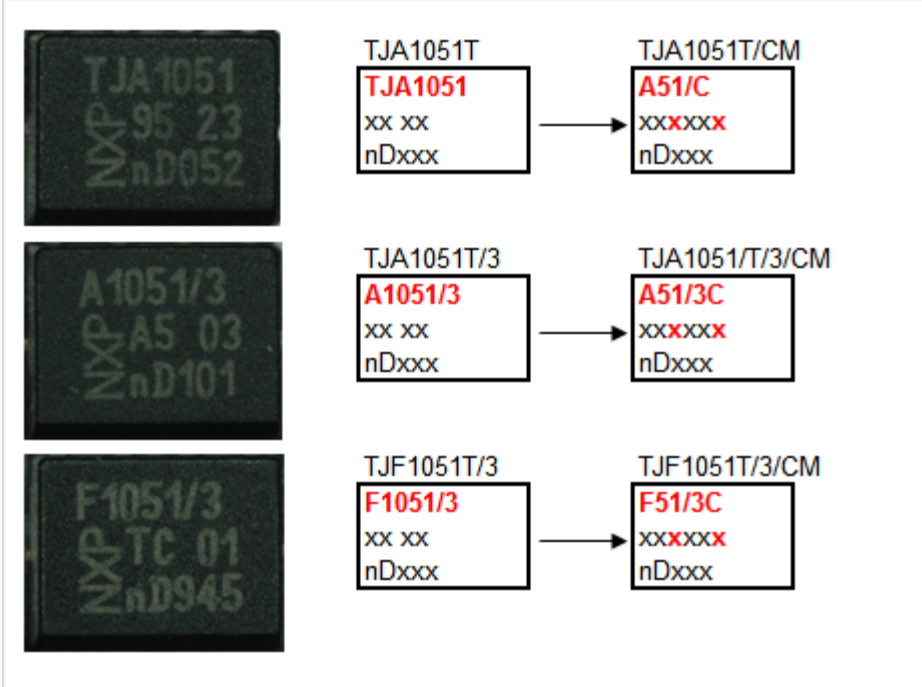 TJA1051
95 23
nD052
NXP
TJA1051T
TJA1051
xx xx
nDxxx
TJA1051T/CM
A51/C
xxxxxx
nDxxx
A1051/3
A5 03
nD101
NXP
TJA1051T/3
A1051/3
xx xx
nDxxx
TJA1051/T/3/CM
A51/3C
xxxxxx
nDxxx
F1051/3
TC 01
nD945
NXP
TJF1051T/3
F1051/3
xx xx
nDxxx
TJF1051T/3/CM
F51/3C
xxxxxx
nDxxx